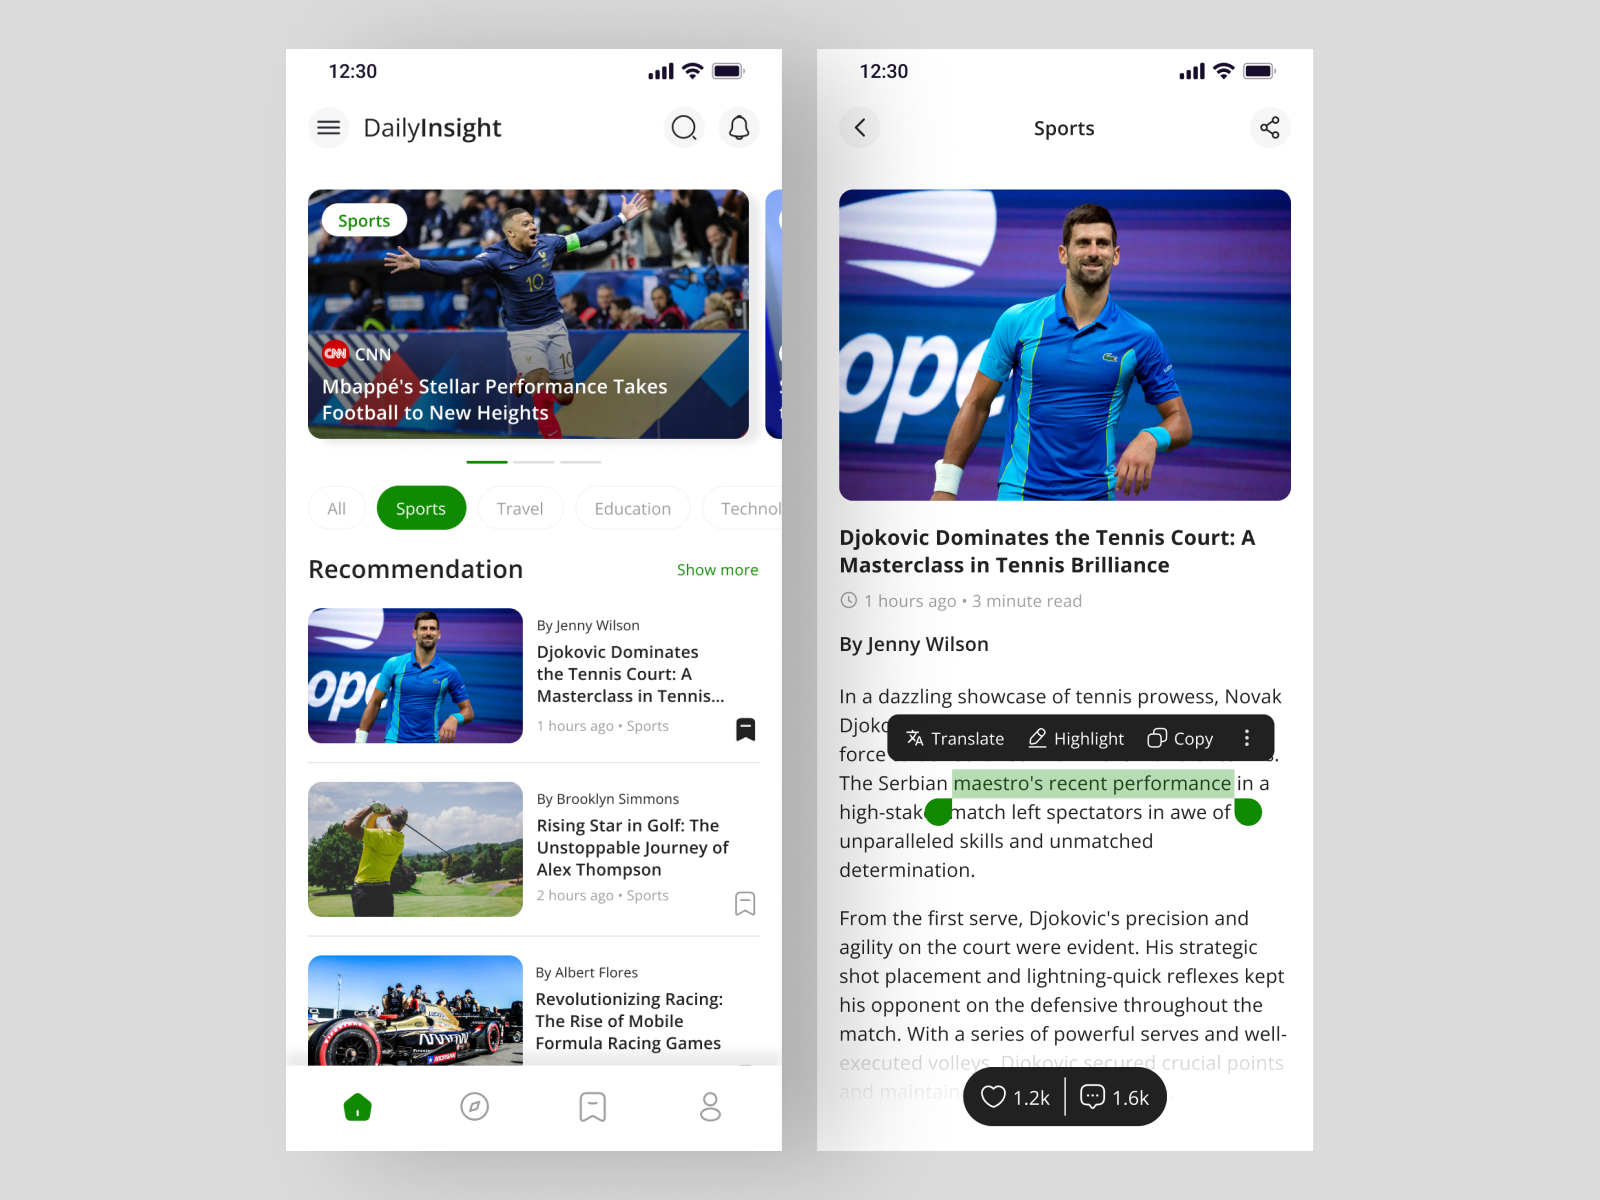 12:30
DailyInsight
Sports
10
10
CNN CNN
Mbappé's Stellar Performance Takes
Football to New Heights
All
Sports
Travel
Education
Technol
Recommendation
Show more
ope
By Jenny Wilson
Djokovic Dominates
the Tennis Court: A
Masterclass in Tennis...
1 hours ago • Sports
By Brooklyn Simmons
Rising Star in Golf: The
Unstoppable Journey of
Alex Thompson
2 hours ago • Sports
By Albert Flores
Revolutionizing Racing:
The Rise of Mobile
Formula Racing Games
12:30
Sports
ope
Djokovic Dominates the Tennis Court: A
Masterclass in Tennis Brilliance
1 hours ago • 3 minute read
By Jenny Wilson
In a dazzling showcase of tennis prowess, Novak
Djoko
Translate
Highlight
Copy
force
The Serbian maestro's recent performance in a
high-stak match left spectators in awe of
unparalleled skills and unmatched
determination.
From the first serve, Djokovic's precision and
agility on the court were evident. His strategic
shot placement and lightning-quick reflexes kept
his opponent on the defensive throughout the
match. With a series of powerful serves and well-
executed volleys, Djokovic secured crucial points
and maintain
1.2k
1.6k